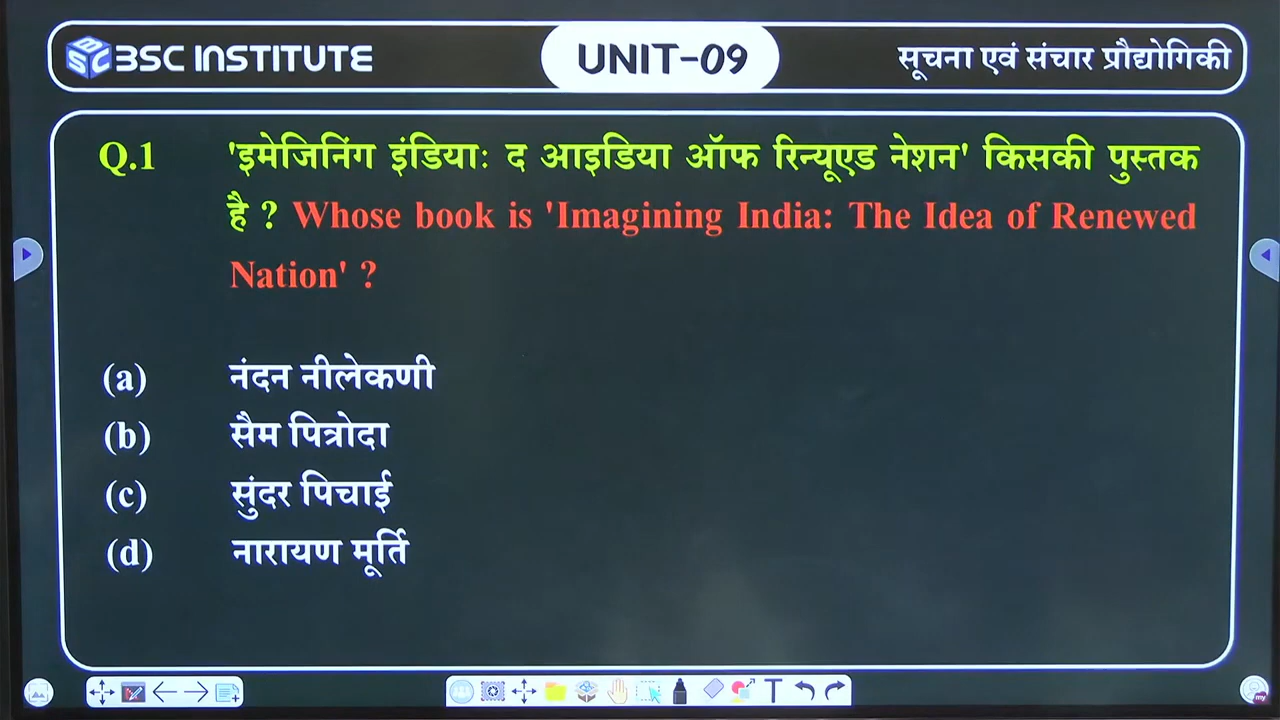 BSC INSTITUTE
UNIT-09
सूचना एवं संचार प्रौद्योगिकी
Q.1 'इमेजिनिंग इंडियाः द आइडिया ऑफ रिन्यूएड नेशन' किसकी पुस्तक
है ? Whose book is 'Imagining India: The Idea of Renewed
Nation' ?
(a) नंदन नीलेकणी
(b) सैम पित्रोदा
(c) सुंदर पिचाई
(d) नारायण मूर्ति